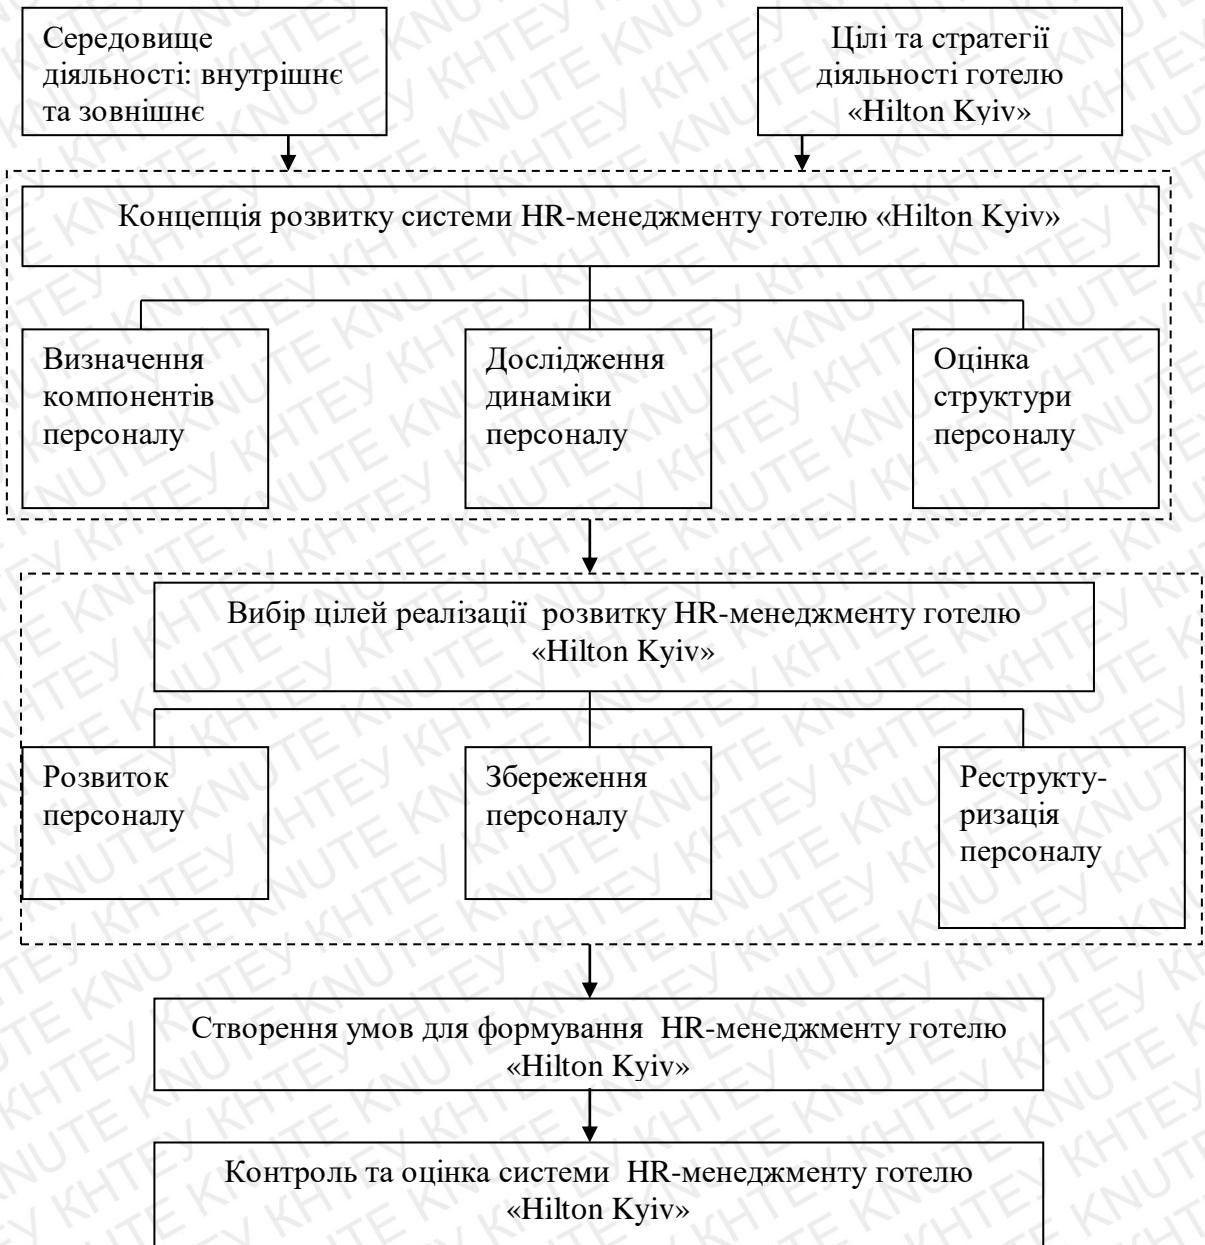 Середовище
діяльності: внутрішнє
та зовнішнє
Цілі та стратегії
діяльності готелю
«Hilton Kyiv»
Концепція розвитку системи HR-менеджменту готелю «Hilton Kyiv»
Визначення
компонентів
персоналу
Дослідження
динаміки
персоналу
Оцінка
структури
персоналу
Вибір цілей реалізації розвитку HR-менеджменту готелю
«Hilton Kyiv»
Розвиток
персоналу
Збереження
персоналу
Реструкту-
ризація
персоналу
Створення умов для формування HR-менеджменту готелю
«Hilton Kyiv»
Контроль та оцінка системи HR-менеджменту готелю
«Hilton Kyiv»